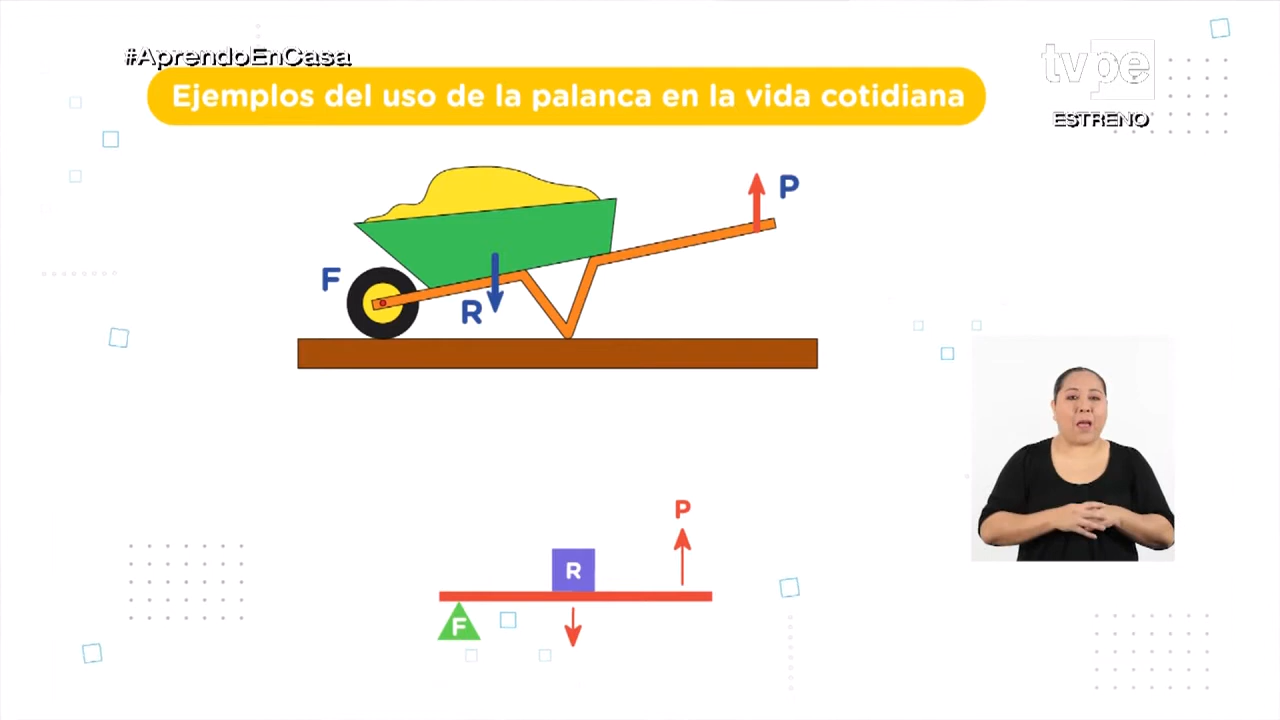 #AprendoEnCasa
tvpe
Ejemplos del uso de la palanca en la vida cotidiana
ESTRENO
P
F
R
P
R
F